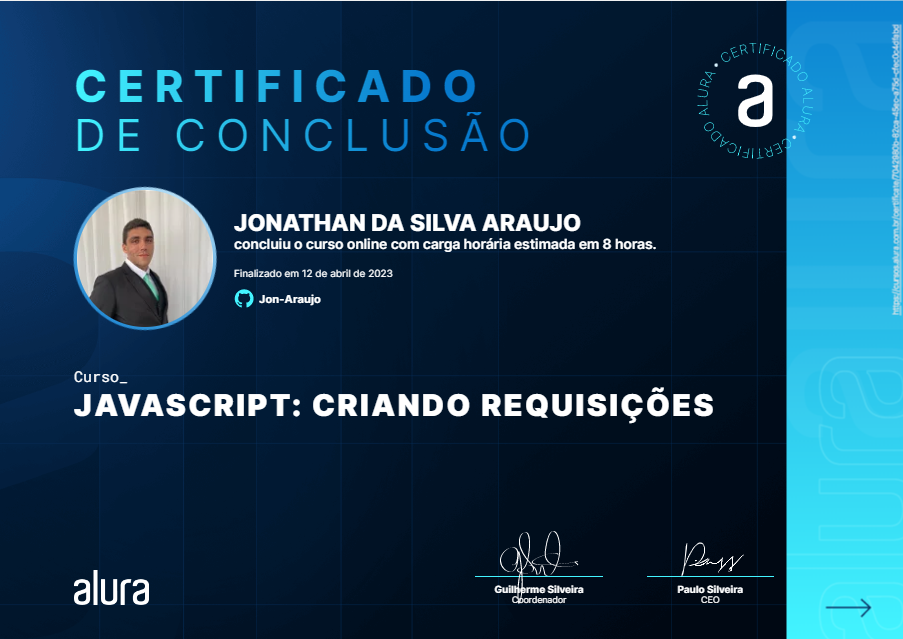 CERTIFICADO
DE CONCLUSÃO
CERTIFICADO ALURA • CERTIFICADO ALURA •
a
JONATHAN DA SILVA ARAUJO
concluiu o curso online com carga horária estimada em 8 horas.
Finalizado em 12 de abril de 2023
Jon-Araujo
Curso_
JAVASCRIPT: CRIANDO REQUISIÇÕES
alura
Guilherme Silveira
Coordenador
Paulo Silveira
CEO